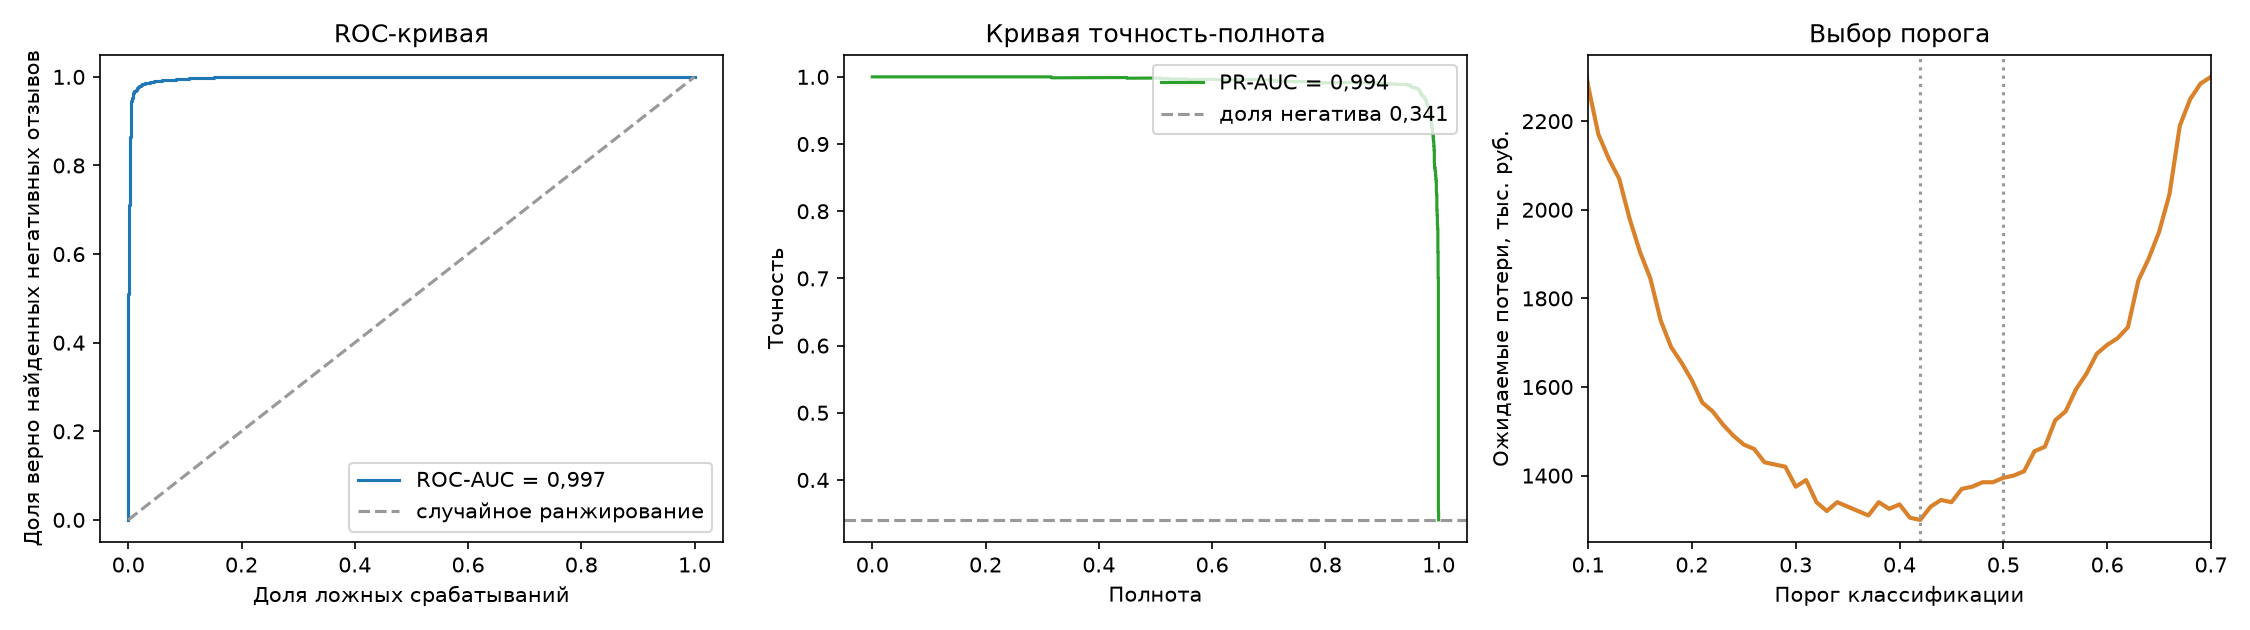 ROC-кривая
Доля верно найденных негативных отзывов
1.0
0.8
0.6
0.4
0.2
0.0
ROC-AUC = 0,997
случайное ранжирование
0.0 0.2 0.4 0.6 0.8 1.0
Доля ложных срабатываний
Кривая точность-полнота
Точность
1.0
0.9
0.8
0.7
0.6
0.5
0.4
PR-AUC = 0,994
доля негатива 0,341
0.0 0.2 0.4 0.6 0.8 1.0
Полнота
Выбор порога
Ожидаемые потери, тыс. руб.
2200
2000
1800
1600
1400
0.1 0.2 0.3 0.4 0.5 0.6 0.7
Порог классификации